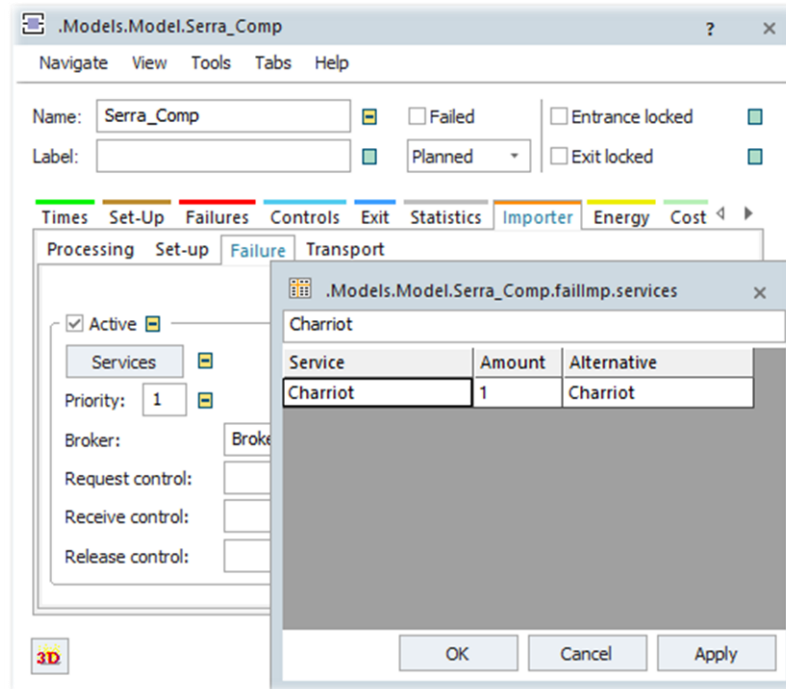 .Models.Model.Serra_Comp ? ×
Navigate View Tools Tabs Help
Name: Serra_Comp Failed Entrance locked
Label: Planned Exit locked
Times Set-Up Failures Controls Exit Statistics Importer Energy Cost
Processing Set-up Failure Transport
.Models.Model.Serra_Comp.failImp.services ×
Active
Charriot
Services
Service Amount Alternative
Charriot 1 Charriot
Priority: 1
Broker: Broke
Request control:
Receive control:
Release control:
OK Cancel Apply
3D